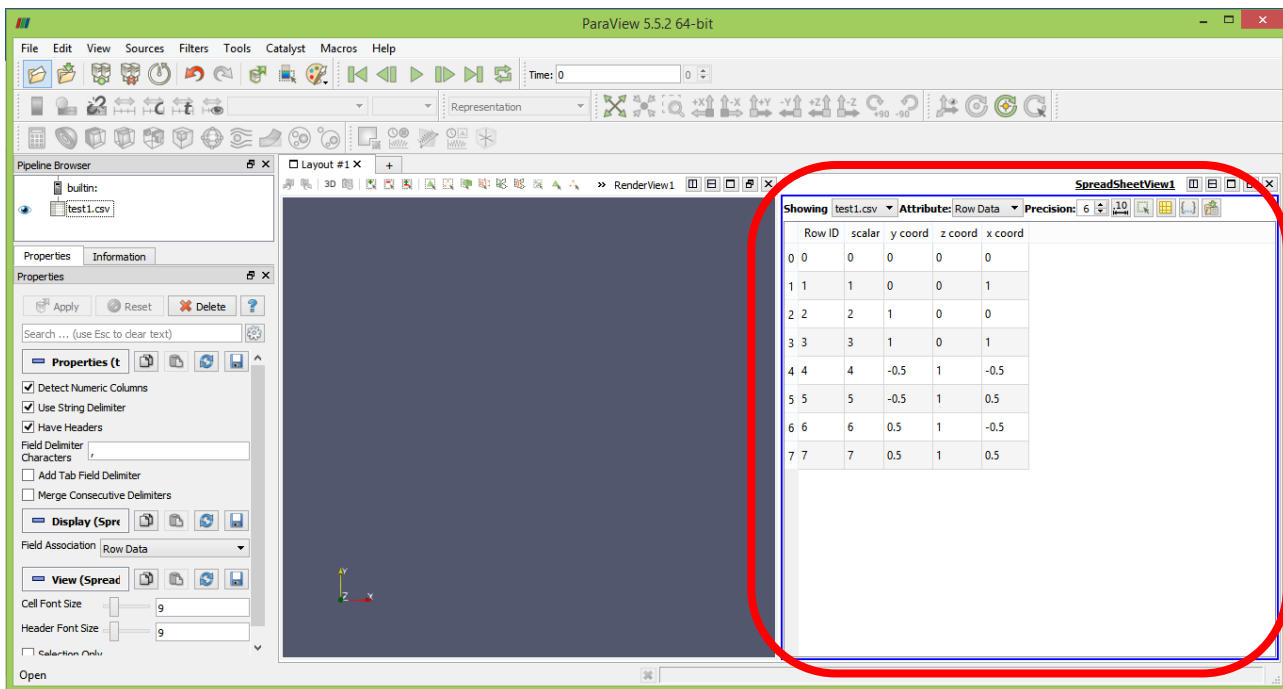 ParaView 5.5.2 64-bit
File Edit View Sources Filters Tools Catalyst Macros Help
Time: 0 0
Representation
+X -X +Y -Y +Z -Z +90 -90
Pipeline Browser
builtin:
test1.csv
Properties Information
Properties
Apply Reset Delete ?
Search ... (use Esc to clear text)
Properties (t
Detect Numeric Columns
Use String Delimiter
Have Headers
Field Delimiter
Characters ,
Add Tab Field Delimiter
Merge Consecutive Delimiters
Display (Spre
Field Association Row Data
View (Spread
Cell Font Size 9
Header Font Size 9
Selection Only
Open
Layout #1 X +
3D » RenderView1
Y
Z X
SpreadSheetView1
Showing test1.csv Attribute: Row Data Precision: 6 .10
Row ID scalar y coord z coord x coord
0 0 0 0 0 0
1 1 1 0 0 1
2 2 2 1 0 0
3 3 3 1 0 1
4 4 4 -0.5 1 -0.5
5 5 5 -0.5 1 0.5
6 6 6 0.5 1 -0.5
7 7 7 0.5 1 0.5